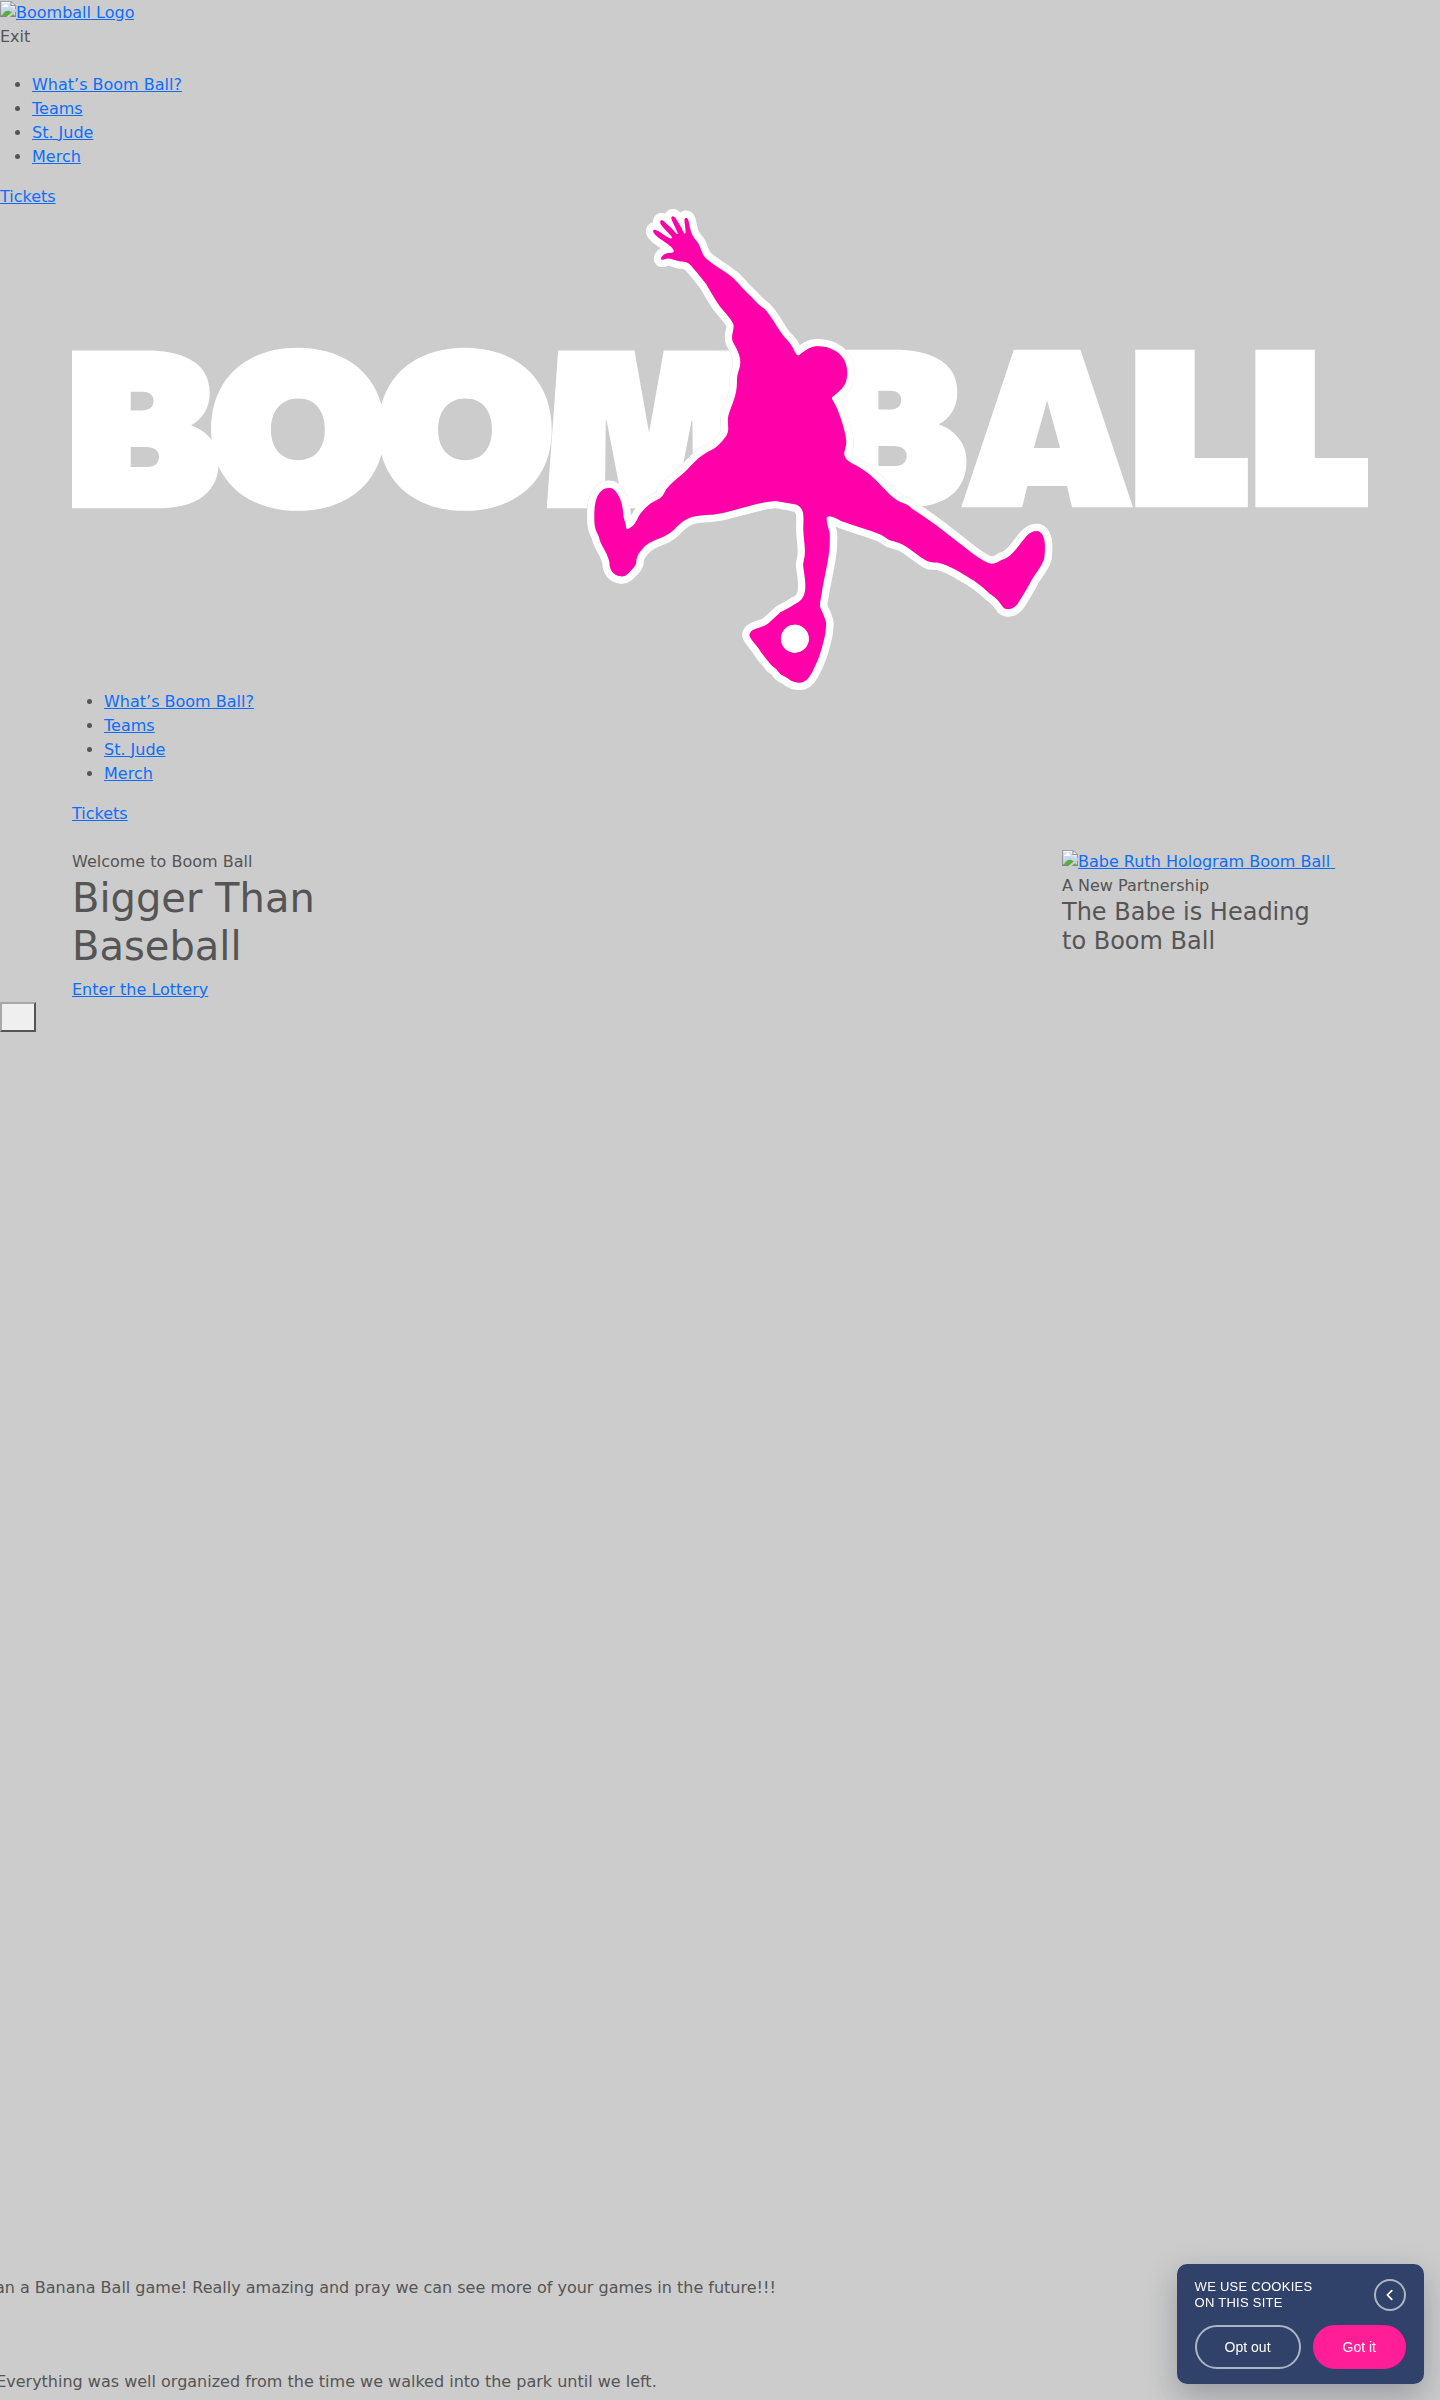 Boomball Logo
Exit
What’s Boom Ball?
Teams
St. Jude
Merch
Tickets
BOOM BALL
What’s Boom Ball?
Teams
St. Jude
Merch
Tickets
Welcome to Boom Ball
Bigger Than
Baseball
Enter the Lottery
Babe Ruth Hologram Boom Ball
A New Partnership
The Babe is Heading
to Boom Ball
an a Banana Ball game! Really amazing and pray we can see more of your games in the future!!!
Everything was well organized from the time we walked into the park until we left.
WE USE COOKIES
ON THIS SITE
Opt out
Got it